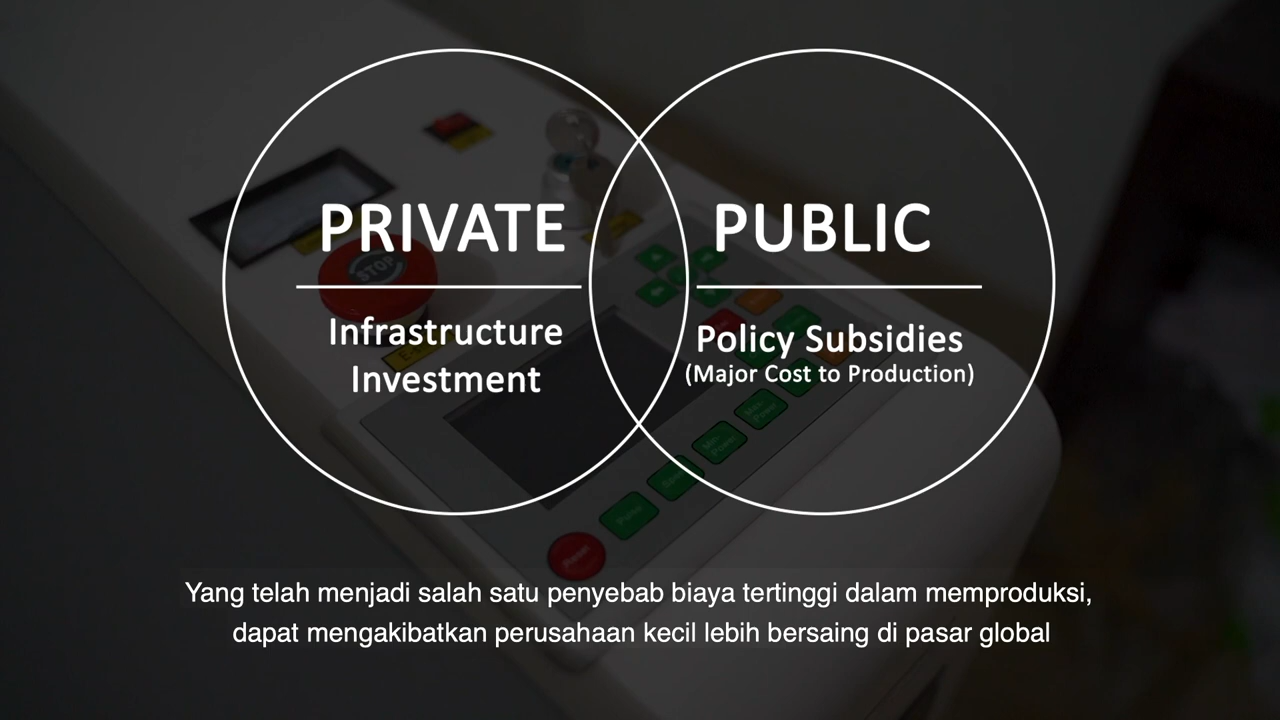 PRIVATE
Infrastructure
Investment
PUBLIC
Policy Subsidies
(Major Cost to Production)
STOP
Yang telah menjadi salah satu penyebab biaya tertinggi dalam memproduksi,
dapat mengakibatkan perusahaan kecil lebih bersaing di pasar global